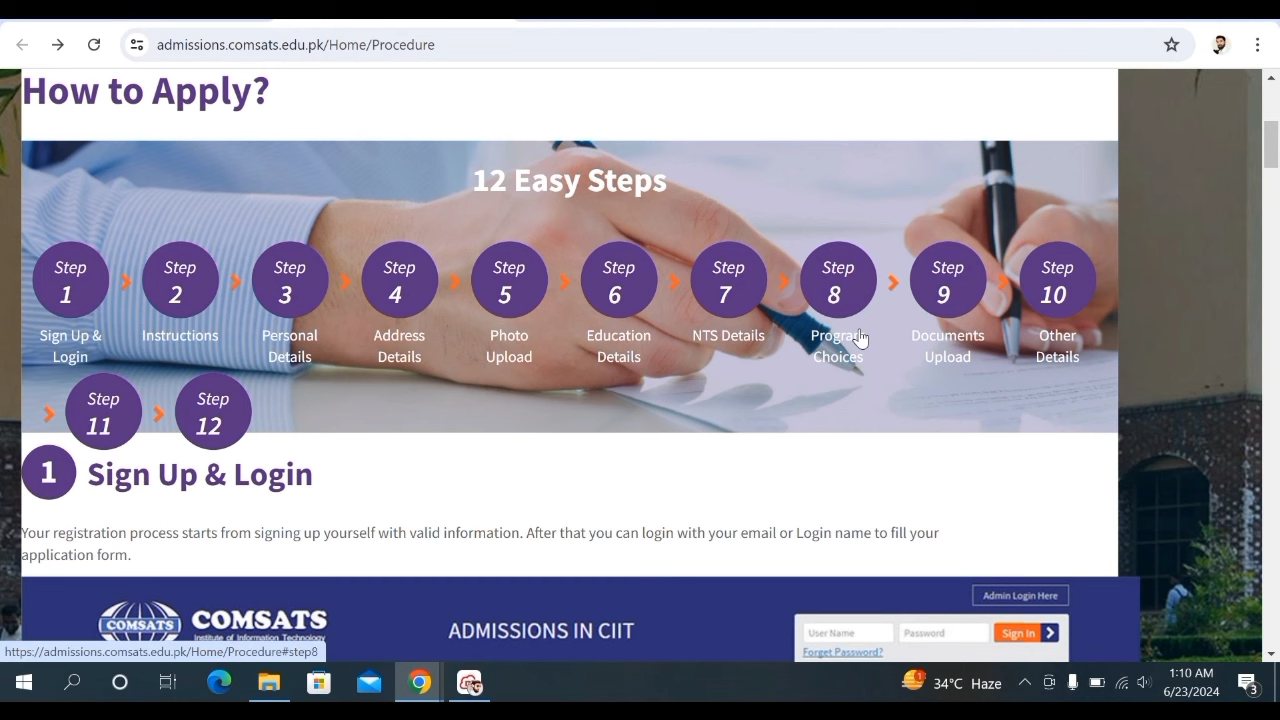 admissions.comsats.edu.pk/Home/Procedure
How to Apply?
12 Easy Steps
Step 1
Step 2
Step 3
Step 4
Step 5
Step 6
Step 7
Step 8
Step 9
Step 10
Sign Up & Login
Instructions
Personal Details
Address Details
Photo Upload
Education Details
NTS Details
Program Choices
Documents Upload
Other Details
Step 11
Step 12
1 Sign Up & Login
Your registration process starts from signing up yourself with valid information. After that you can login with your email or Login name to fill your
application form.
Admin Login Here
COMSATS COMSATS
Institute of Information Technology
ADMISSIONS IN CIIT
User Name Password Sign In
Forget Password?
https://admissions.comsats.edu.pk/Home/Procedure#step8
34°C Haze
1:10 AM
6/23/2024
1
3